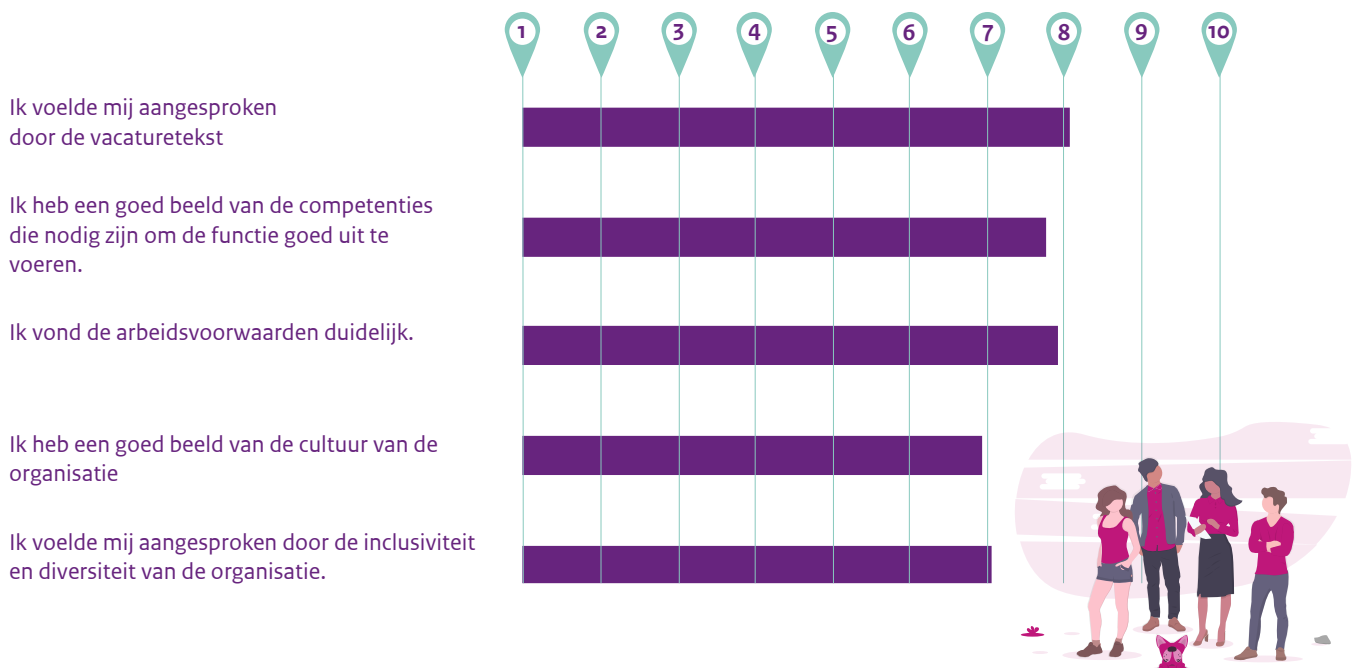 1 2 3 4 5 6 7 8 9 10
Ik voelde mij aangesproken
door de vacaturetekst
Ik heb een goed beeld van de competenties
die nodig zijn om de functie goed uit te
voeren.
Ik vond de arbeidsvoorwaarden duidelijk.
Ik heb een goed beeld van de cultuur van de
organisatie
Ik voelde mij aangesproken door de inclusiviteit
en diversiteit van de organisatie.